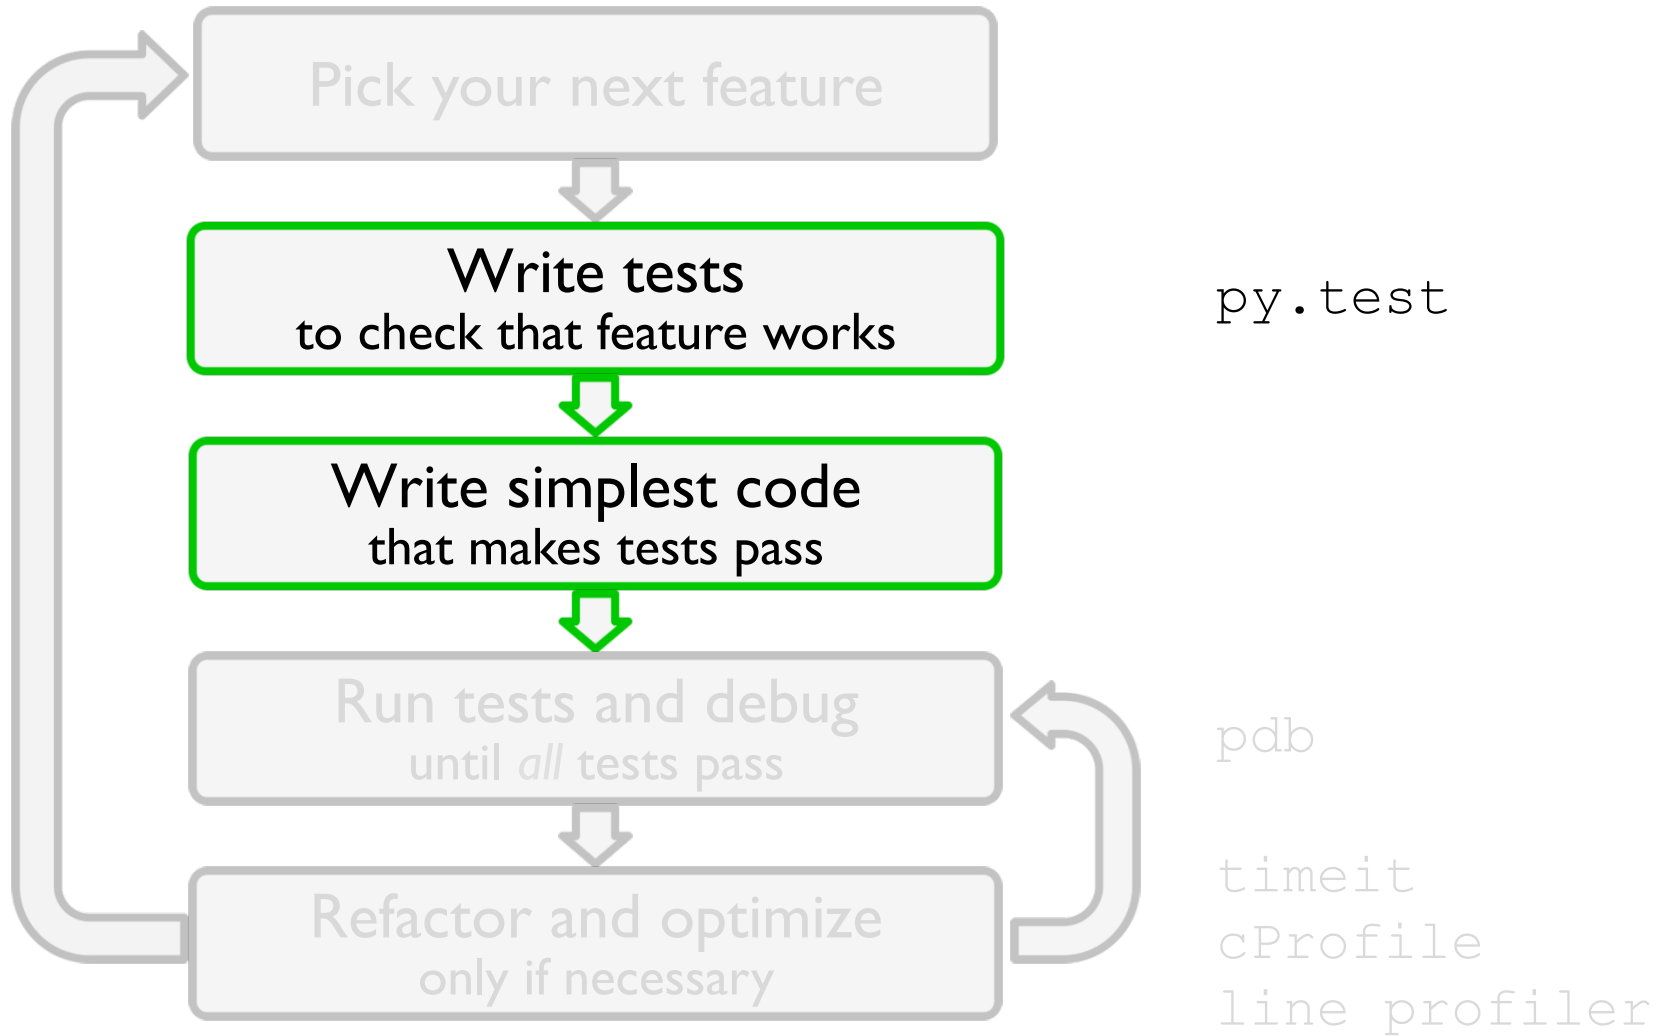 Pick your next feature
Write tests
to check that feature works
py.test
Write simplest code
that makes tests pass
Run tests and debug
until all tests pass
pdb
Refactor and optimize
only if necessary
timeit
cProfile
line profiler